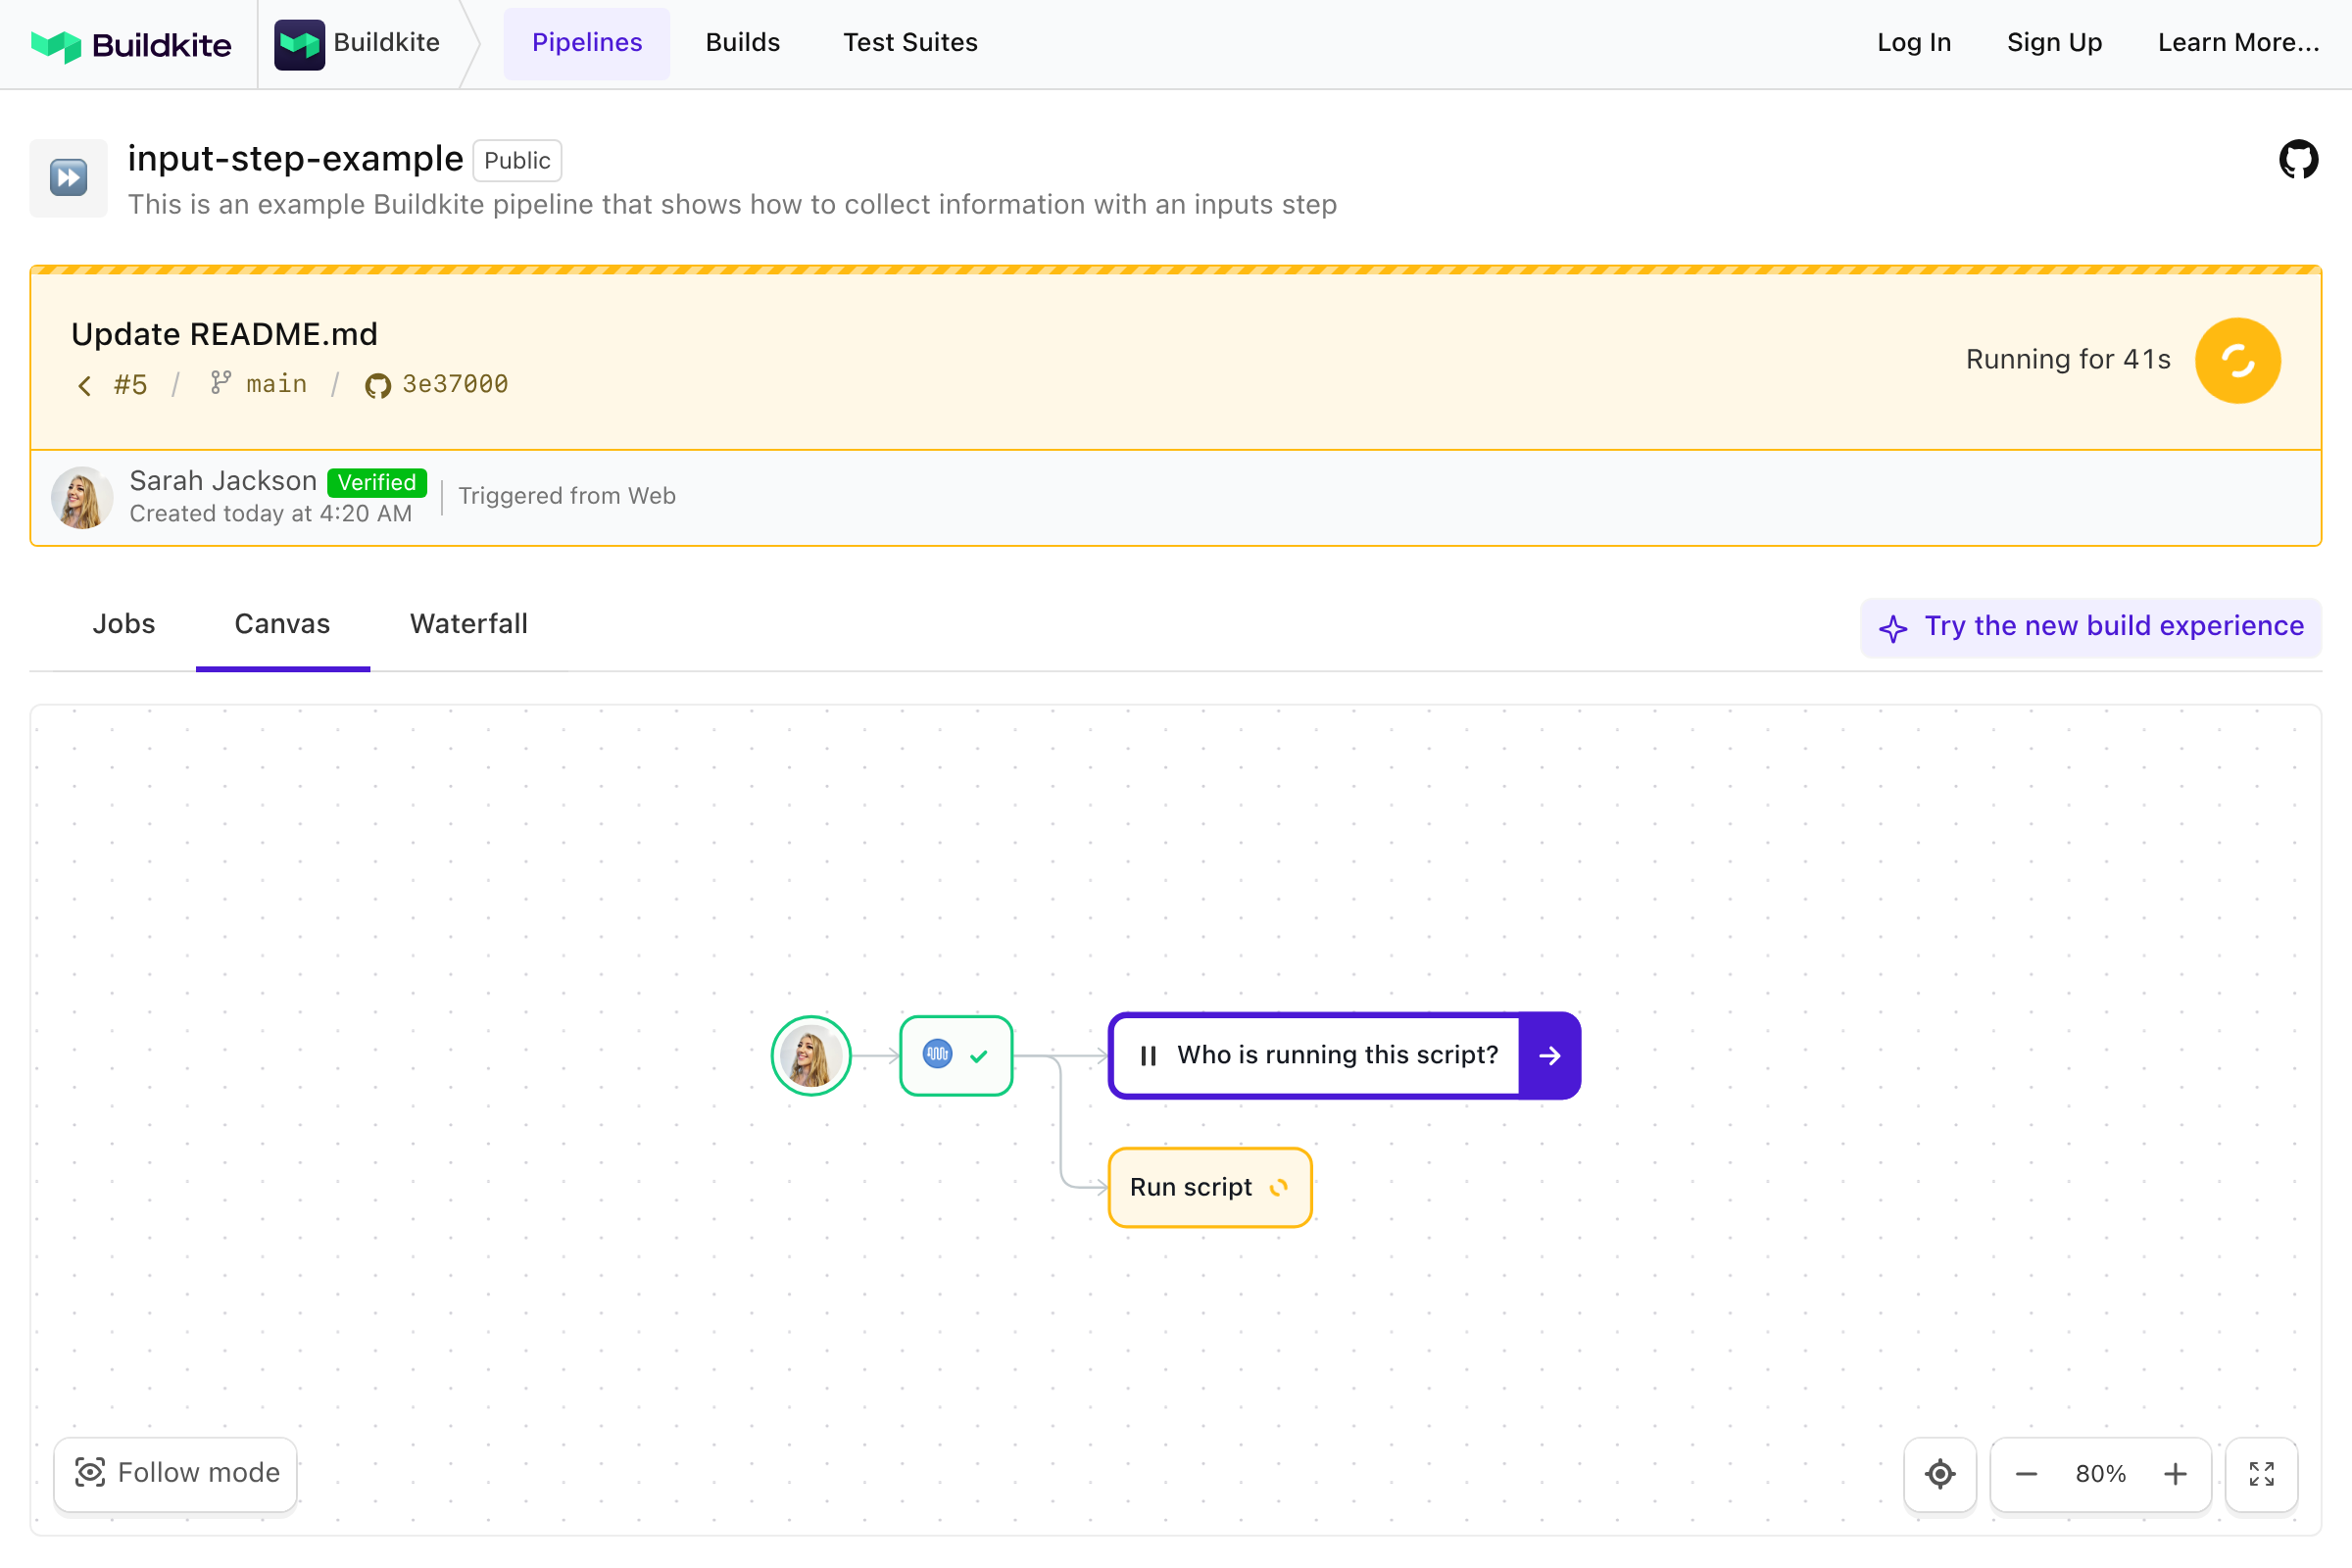 Buildkite
Buildkite
Pipelines
Builds
Test Suites
Log In
Sign Up
Learn More...
input-step-example
Public
This is an example Buildkite pipeline that shows how to collect information with an inputs step
Update README.md
#5 / main / 3e37000
Running for 41s
Sarah Jackson
Verified
Created today at 4:20 AM
Triggered from Web
Jobs
Canvas
Waterfall
Try the new build experience
Who is running this script?
Run script
Follow mode
80%